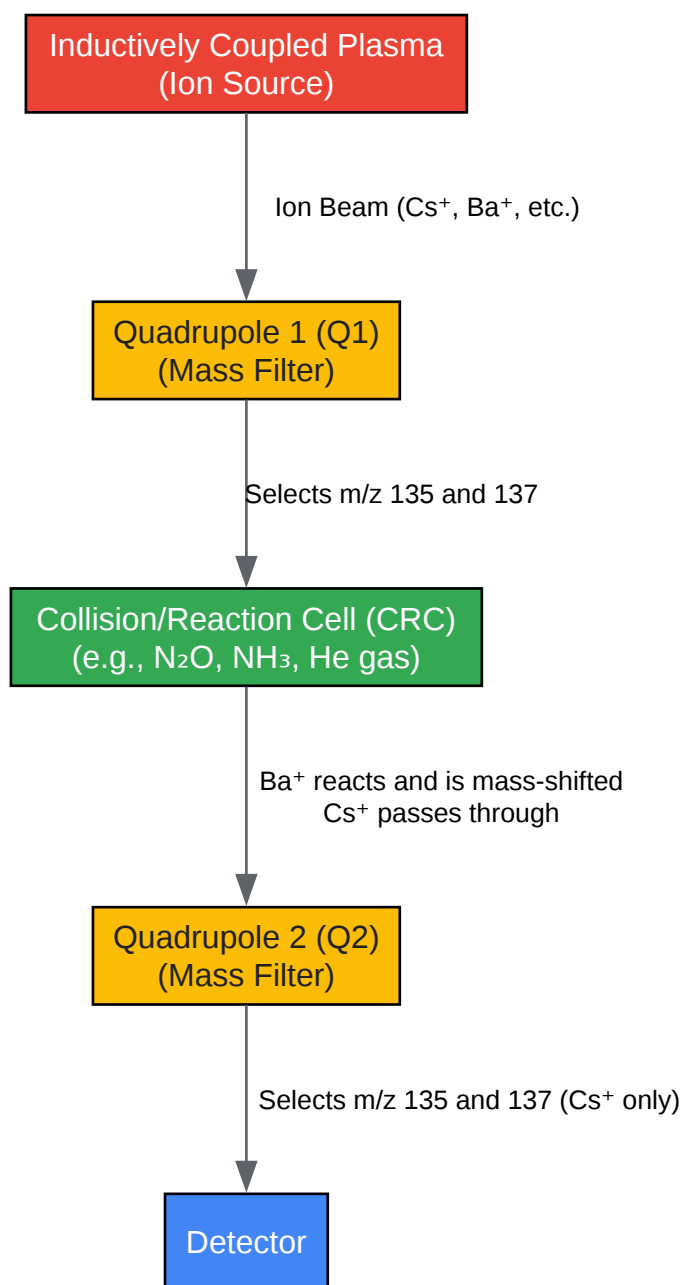 Inductively Coupled Plasma
(Ion Source)
Ion Beam (Cs⁺, Ba⁺, etc.)
Quadrupole 1 (Q1)
(Mass Filter)
Selects m/z 135 and 137
Collision/Reaction Cell (CRC)
(e.g., N₂O, NH₃, He gas)
Ba⁺ reacts and is mass-shifted
Cs⁺ passes through
Quadrupole 2 (Q2)
(Mass Filter)
Selects m/z 135 and 137 (Cs⁺ only)
Detector